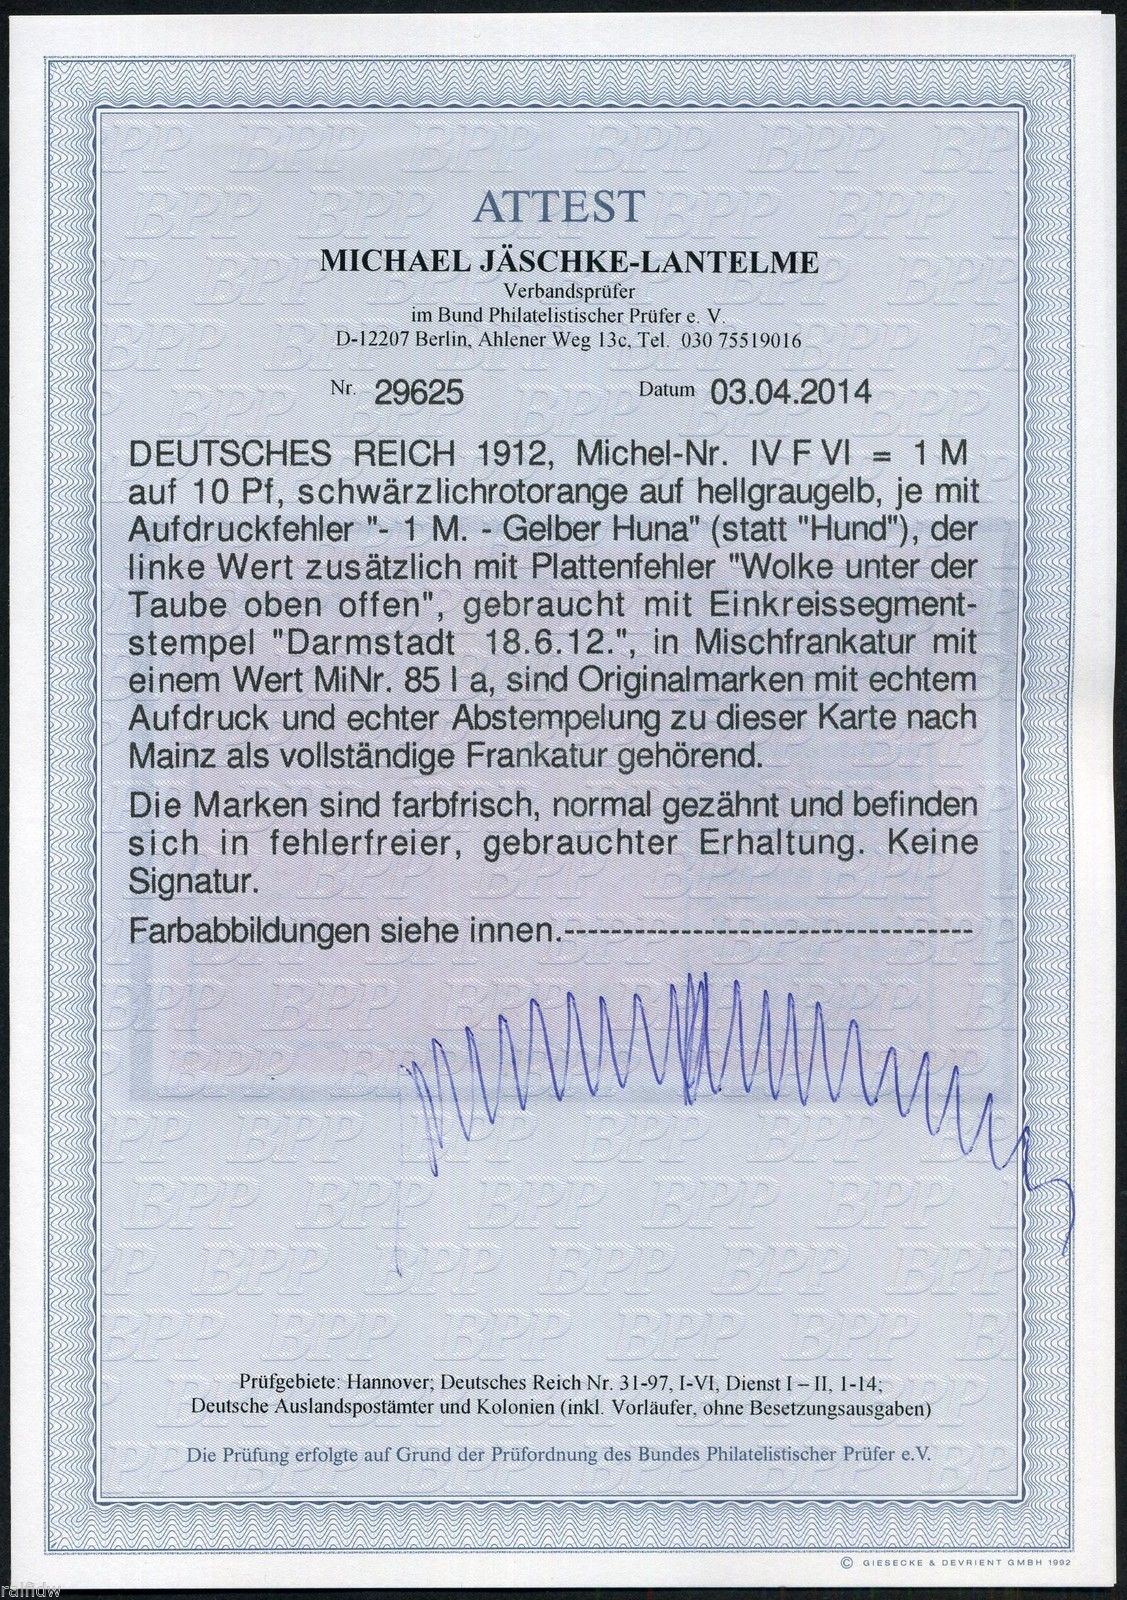 ATTEST
MICHAEL JÄSCHKE-LANTELME
Verbandsprüfer
im Bund Philatelistischer Prüfer e. V.
D-12207 Berlin, Ahlener Weg 13c, Tel. 030 75519016
Nr. 29625 Datum 03.04.2014
DEUTSCHES REICH 1912, Michel-Nr. IV F VI = 1 M
auf 10 Pf, schwärzlichrotorange auf hellgraugelb, je mit
Aufdruckfehler "- 1 M. - Gelber Huna" (statt "Hund"), der
linke Wert zusätzlich mit Plattenfehler "Wolke unter der
Taube oben offen", gebraucht mit Einkreissegment-
stempel "Darmstadt 18.6.12.", in Mischfrankatur mit
einem Wert MiNr. 85 I a, sind Originalmarken mit echtem
Aufdruck und echter Abstempelung zu dieser Karte nach
Mainz als vollständige Frankatur gehörend.
Die Marken sind farbfrisch, normal gezähnt und befinden
sich in fehlerfreier, gebrauchter Erhaltung. Keine
Signatur.
Farbabbildungen siehe innen.-----------------------------------
Prüfgebiete: Hannover; Deutsches Reich Nr. 31-97, I-VI, Dienst I – II, 1-14;
Deutsche Auslandspostämter und Kolonien (inkl. Vorläufer, ohne Besetzungsausgaben)
Die Prüfung erfolgte auf Grund der Prüfordnung des Bundes Philatelistischer Prüfer e.V.
© GIESECKE & DEVRIENT GMBH 1992
ralfidw